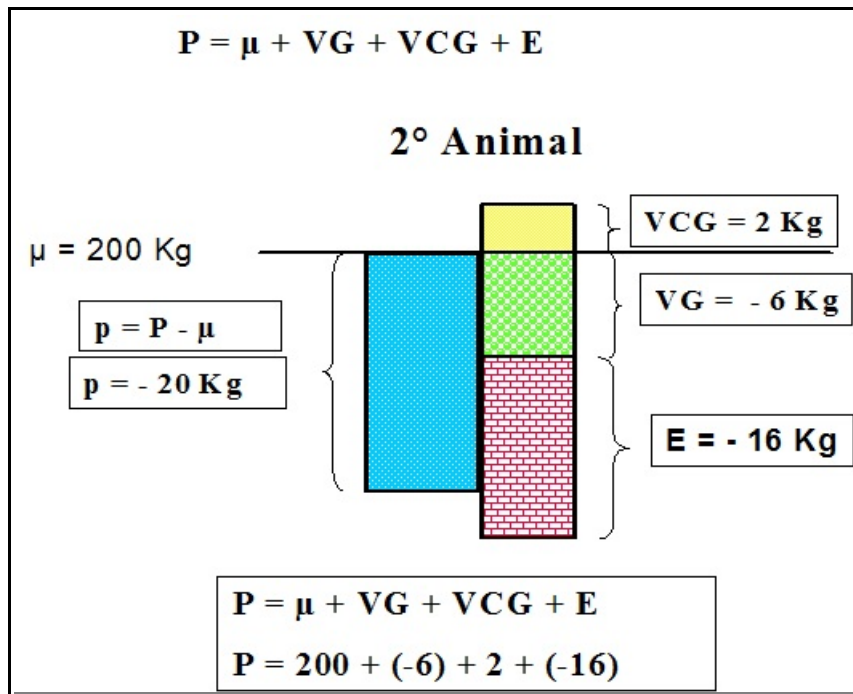 P = μ + VG + VCG + E
2° Animal
VCG = 2 Kg
μ = 200 Kg
VG = - 6 Kg
p = P - μ
p = - 20 Kg
E = - 16 Kg
P = μ + VG + VCG + E
P = 200 + (-6) + 2 + (-16)